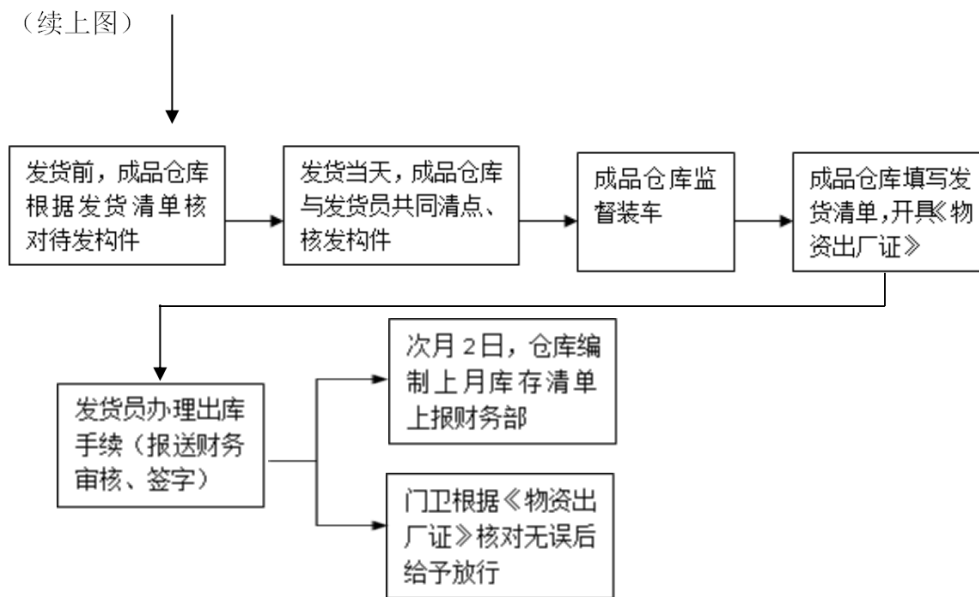 （续上图）
发货前，成品仓库
根据发货清单核
对待发构件
发货当天，成品仓库
与发货员共同清点、
核发构件
成品仓库监
督装车
成品仓库填写发
货清单，开具《物
资出厂证》
发货员办理出库
手续（报送财务
审核、签字）
次月2日，仓库编
制上月库存清单
上报财务部
门卫根据《物资出
厂证》核对无误后
给予放行